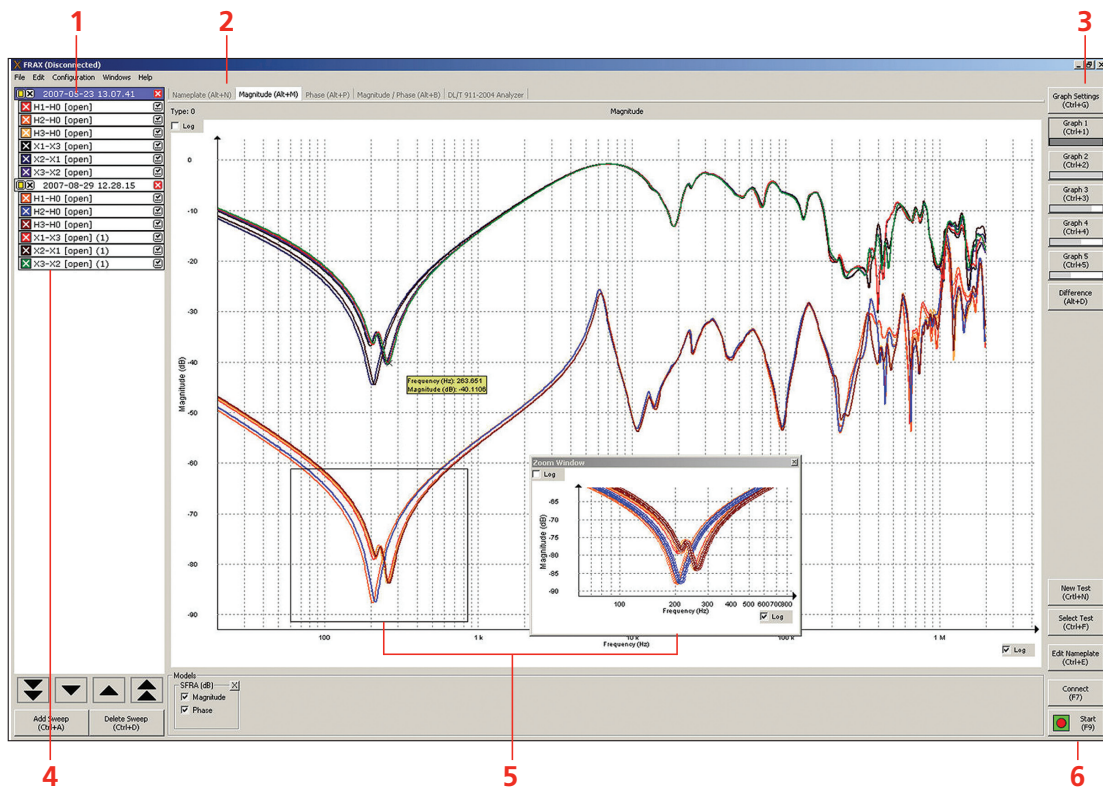 1
2
3
FRAX (Disconnected)
File Edit Configuration Windows Help
2007-05-23 13.07.41
H1-H0 [open]
H2-H0 [open]
H3-H0 [open]
X1-X3 [open]
X2-X1 [open]
X3-X2 [open]
2007-08-29 12.28.15
H1-H0 [open]
H2-H0 [open]
H3-H0 [open]
X1-X3 [open] (1)
X2-X1 [open] (1)
X3-X2 [open] (1)
Add Sweep
(Ctrl+A)
Delete Sweep
(Ctrl+D)
Nameplate (Alt+N)
Magnitude (Alt+M)
Phase (Alt+P)
Magnitude / Phase (Alt+B)
DL/T 911-2004 Analyzer
Type: 0
Magnitude
Log
Magnitude (dB)
0
-10
-20
-30
-40
-50
-60
-70
-80
-90
Frequency (Hz): 263.651
Magnitude (dB): -40.1106
100
1 k
10 k
100 k
1 M
Frequency (Hz)
Log
Zoom Window
Log
Magnitude (dB)
-65
-70
-75
-80
-85
-90
100
200
300
400
500
600
700
800
Frequency (Hz)
Log
Models
SFRA (dB)
Magnitude
Phase
Graph Settings
(Ctrl+G)
Graph 1
(Ctrl+1)
Graph 2
(Ctrl+2)
Graph 3
(Ctrl+3)
Graph 4
(Ctrl+4)
Graph 5
(Ctrl+5)
Difference
(Alt+D)
New Test
(Crtl+N)
Select Test
(Ctrl+F)
Edit Nameplate
(Ctrl+E)
Connect
(F7)
Start
(F9)
4
5
6